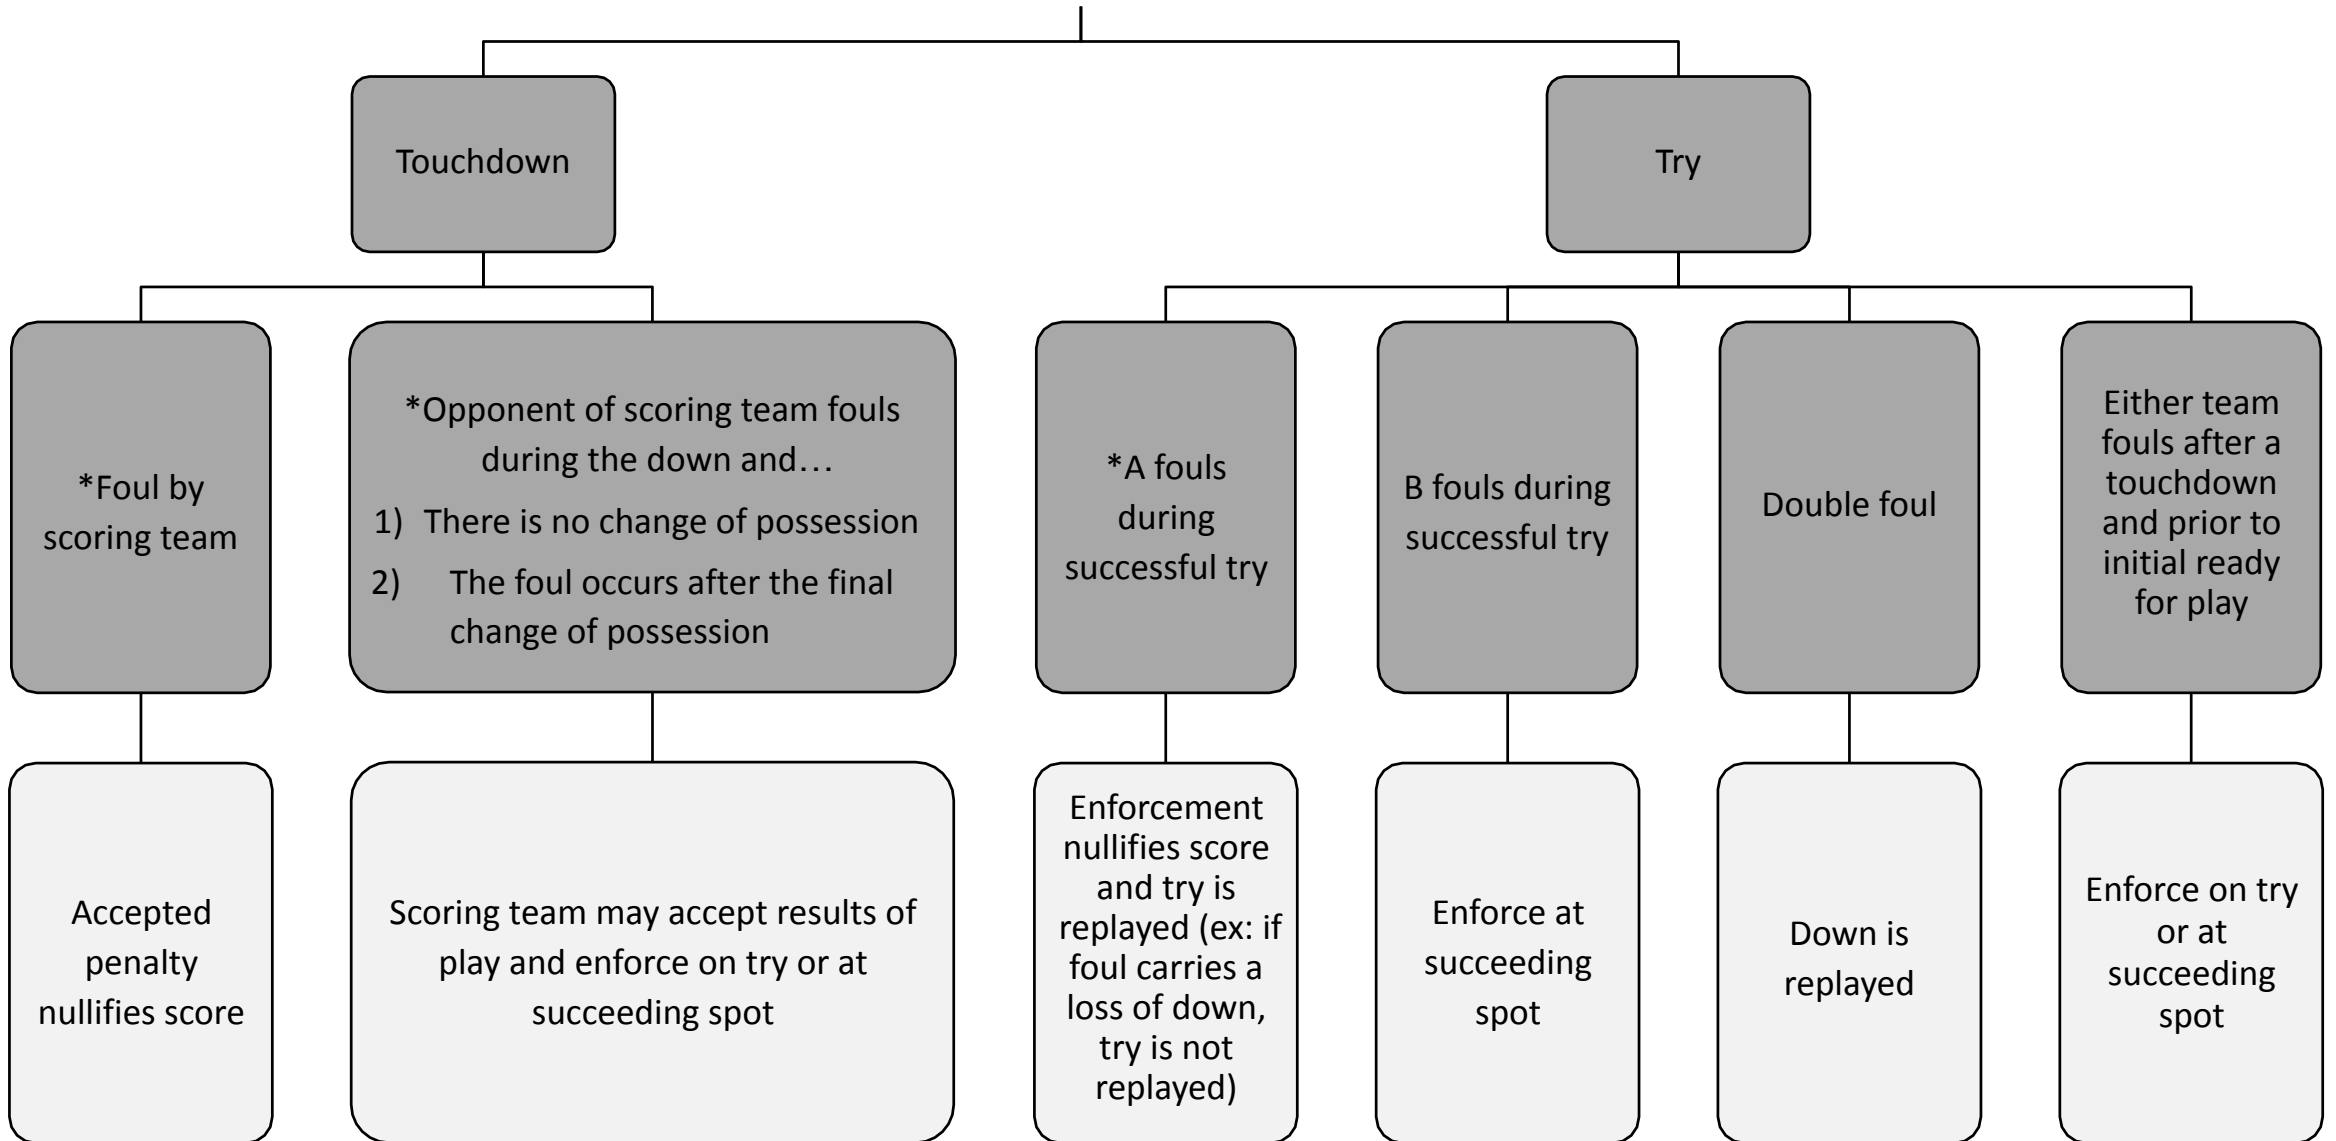 Touchdown
Try
*Foul by
scoring team
*Opponent of scoring team fouls
during the down and…
1) There is no change of possession
2) The foul occurs after the final
change of possession
*A fouls
during
successful try
B fouls during
successful try
Double foul
Either team
fouls after a
touchdown
and prior to
initial ready
for play
Accepted
penalty
nullifies score
Scoring team may accept results of
play and enforce on try or at
succeeding spot
Enforcement
nullifies score
and try is
replayed (ex: if
foul carries a
loss of down,
try is not
replayed)
Enforce at
succeeding
spot
Down is
replayed
Enforce on try
or at
succeeding
spot